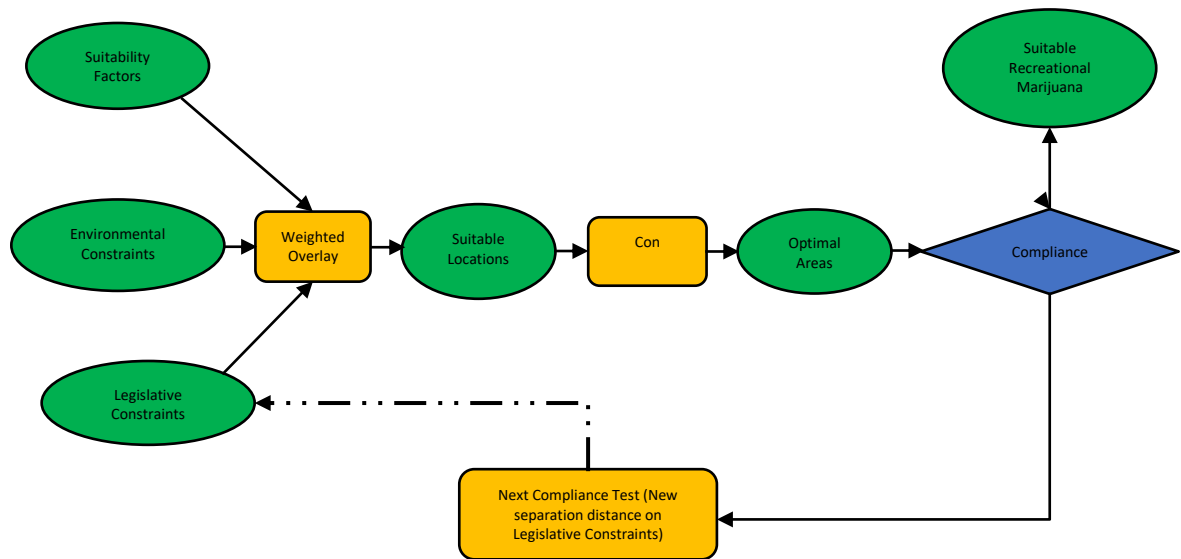 Suitability
Factors
Suitable
Recreational
Marijuana
Environmental
Constraints
Weighted
Overlay
Suitable
Locations
Con
Optimal
Areas
Compliance
Legislative
Constraints
Next Compliance Test (New
separation distance on
Legislative Constraints)